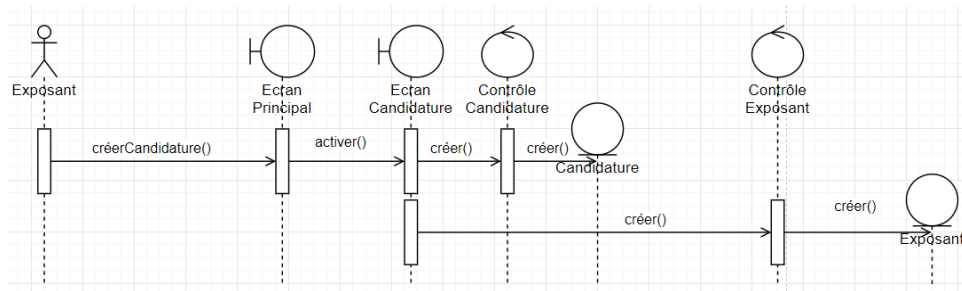 Exposant
Ecran
Principal
Ecran
Candidature
Contrôle
Candidature
Contrôle
Exposant
créerCandidature()
activer()
créer()
créer()
Candidature
créer()
créer()
Exposant